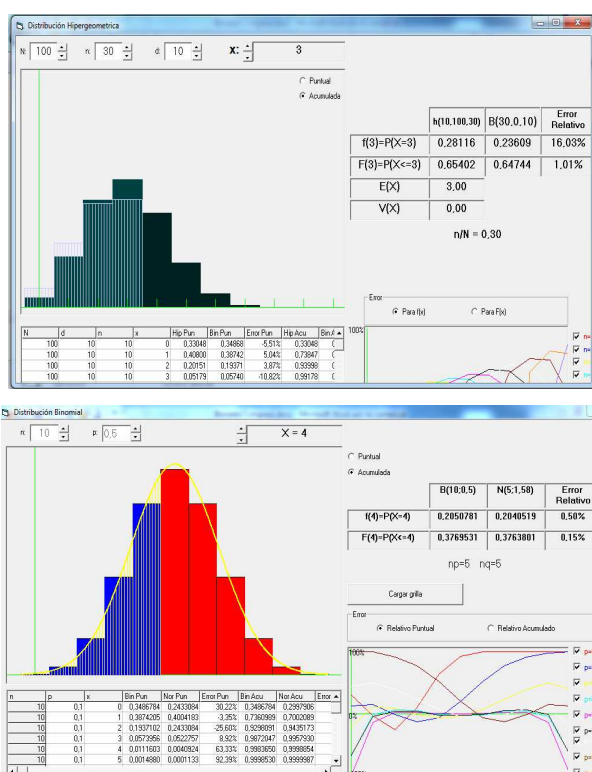 Distribución Hipergeometrica
N: 100 n: 30 d: 10 x: 3
Puntual
Acumulada
h(10,100,30) B(30,0,10) Error Relativo
f(3)=P(X=3) 0,28116 0,23609 16,03%
F(3)=P(X<=3) 0,65402 0,64744 1,01%
E(X) 3,00
V(X) 0,00
n/N = 0,30
Error
Para f(x) Para F(x)
N d n x Hip Pun Bin Pun Error Pun Hip Acu Bin A
100 10 10 0 0,33048 0,34868 -5,51% 0,33048
100 10 10 1 0,40800 0,38742 5,04% 0,73847
100 10 10 2 0,20151 0,19371 3,87% 0,93998
100 10 10 3 0,05179 0,05740 -10,82% 0,99178
100%
n=
n=
n=
n=
Distribución Binomial
n: 10 p: 0,5 X = 4
Puntual
Acumulada
B(10;0,5) N(5;1,58) Error Relativo
f(4)=P(X=4) 0,2050781 0,2040519 0,50%
F(4)=P(X<=4) 0,3769531 0,3763801 0,15%
np=5 nq=5
Cargar grilla
Error
Relativo Puntual Relativo Acumulado
n p x Bin Pun Nor Pun Error Pun Bin Acu Nor Acu Error
10 0,1 0 0,3486784 0,2433084 30,22% 0,3486784 0,2997906
10 0,1 1 0,3874205 0,4004183 -3,35% 0,7360989 0,7002089
10 0,1 2 0,1937102 0,2433084 -25,60% 0,9298091 0,9435173
10 0,1 3 0,0573956 0,0522757 8,92% 0,9872047 0,9957930
10 0,1 4 0,0111603 0,0040924 63,33% 0,9983650 0,9998854
10 0,1 5 0,0014880 0,0001133 92,39% 0,9998530 0,9999987
100%
0%
p=
p=
p=
p=
p=
p=
p=